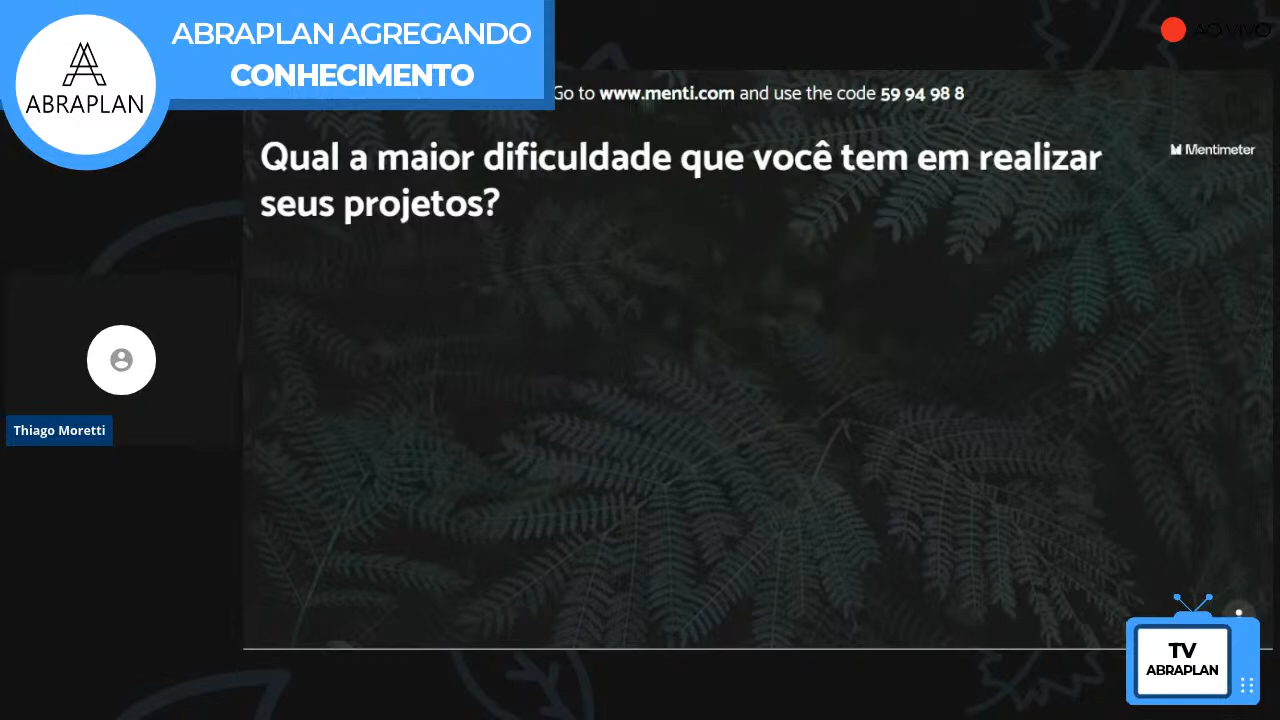 ABRAPLAN AGREGANDO
CONHECIMENTO
ABRAPLAN
AO VIVO
Go to www.menti.com and use the code 59 94 98 8
Qual a maior dificuldade que você tem em realizar
seus projetos?
Mentimeter
Thiago Moretti
TV
ABRAPLAN